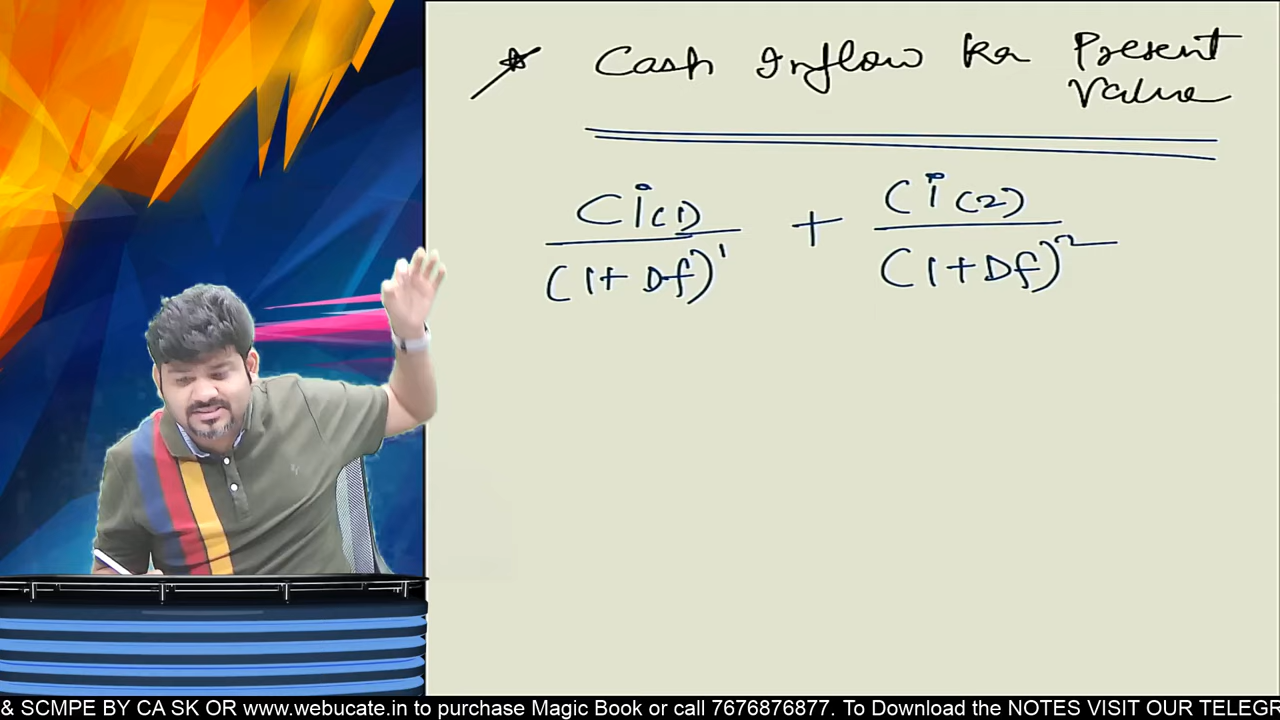 * Cash Inflow ka Present
Value
Ci(1) + Ci(2)
(1+Df)¹ (1+Df)²
& SCMPE BY CA SK OR www.webucate.in to purchase Magic Book or call 7676876877. To Download the NOTES VISIT OUR TELEGR